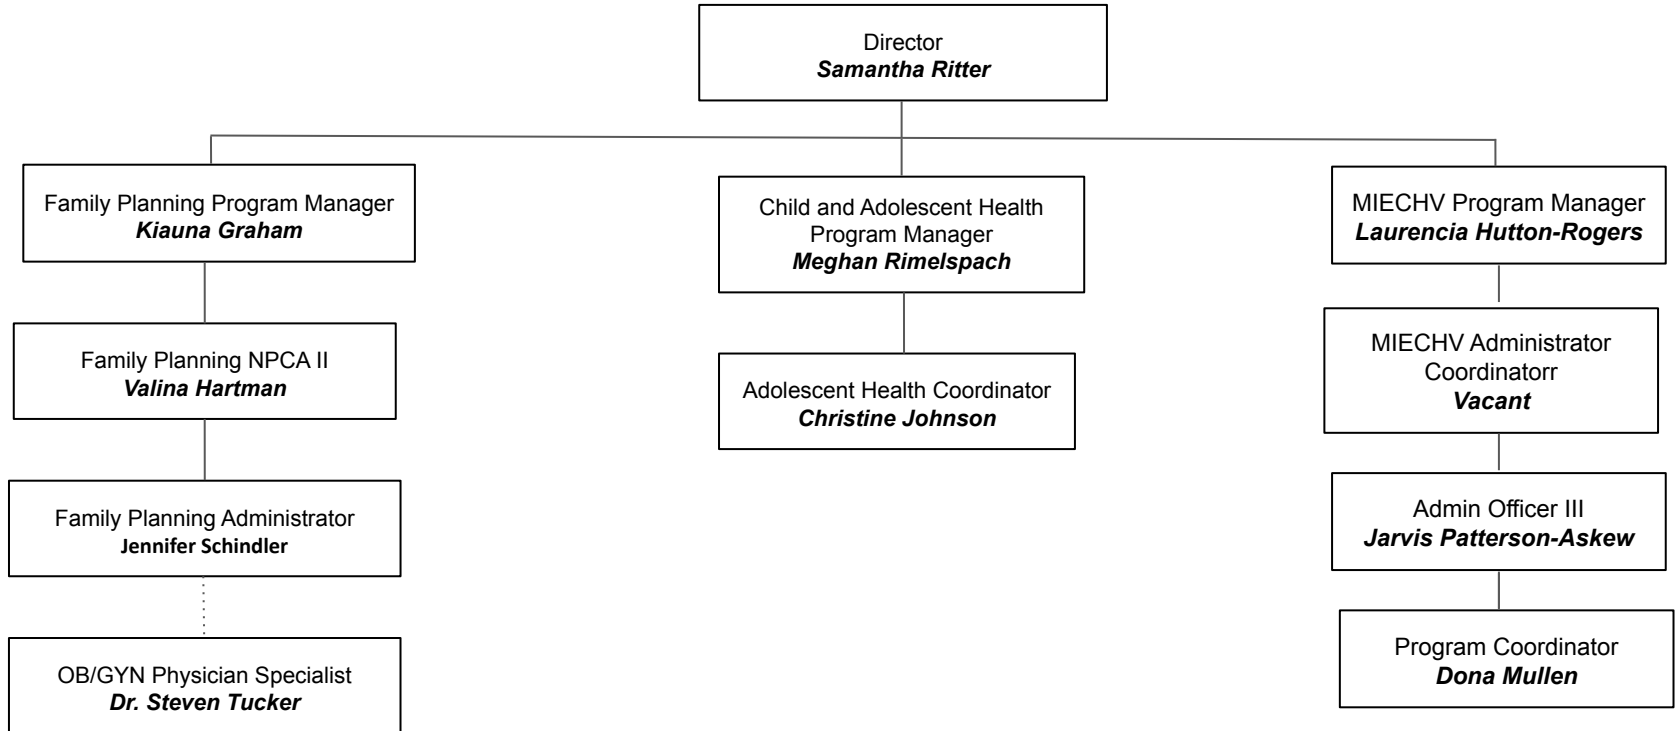 Director
Samantha Ritter
Family Planning Program Manager
Kiauna Graham
Child and Adolescent Health
Program Manager
Meghan Rimelspach
MIECHV Program Manager
Laurencia Hutton-Rogers
Family Planning NPCA II
Valina Hartman
Adolescent Health Coordinator
Christine Johnson
MIECHV Administrator
Coordinatorr
Vacant
Family Planning Administrator
Jennifer Schindler
Admin Officer III
Jarvis Patterson-Askew
OB/GYN Physician Specialist
Dr. Steven Tucker
Program Coordinator
Dona Mullen